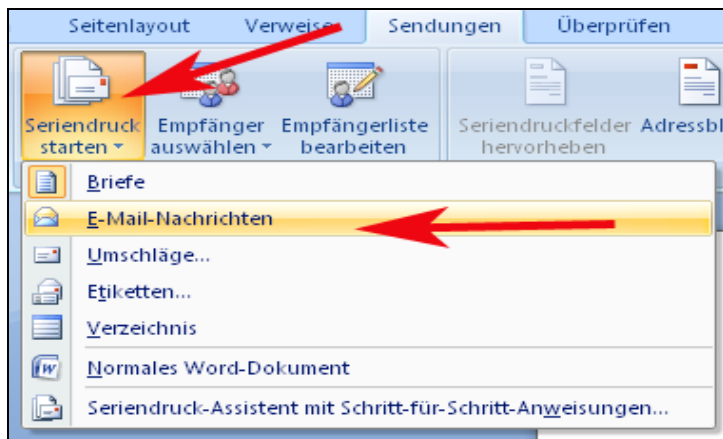 Seitenlayout Verweise Sendungen Überprüfen
Seriendruck starten
Empfänger auswählen
Empfängerliste bearbeiten
Seriendruckfelder hervorheben
Briefe
E-Mail-Nachrichten
Umschläge...
Etiketten...
Verzeichnis
Normales Word-Dokument
Seriendruck-Assistent mit Schritt-für-Schritt-Anweisungen...